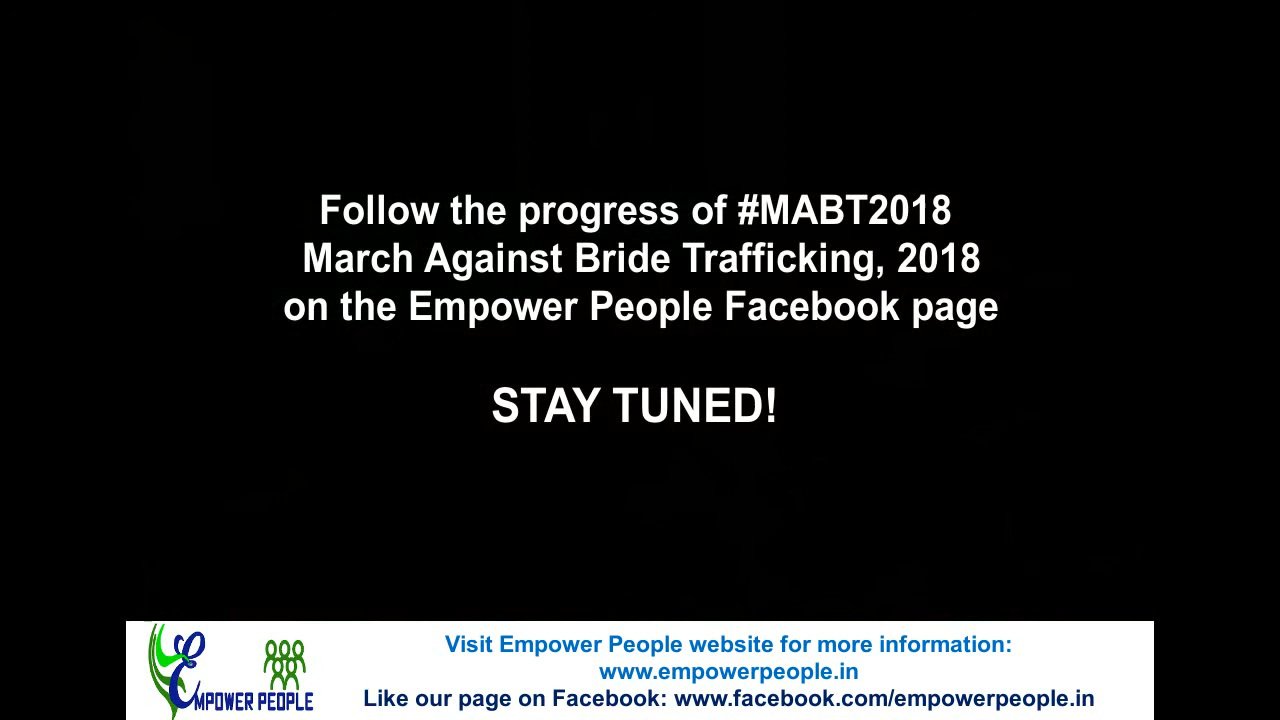 Follow the progress of #MABT2018
March Against Bride Trafficking, 2018
on the Empower People Facebook page
STAY TUNED!
EMPOWER PEOPLE
Visit Empower People website for more information:
www.empowerpeople.in
Like our page on Facebook: www.facebook.com/empowerpeople.in